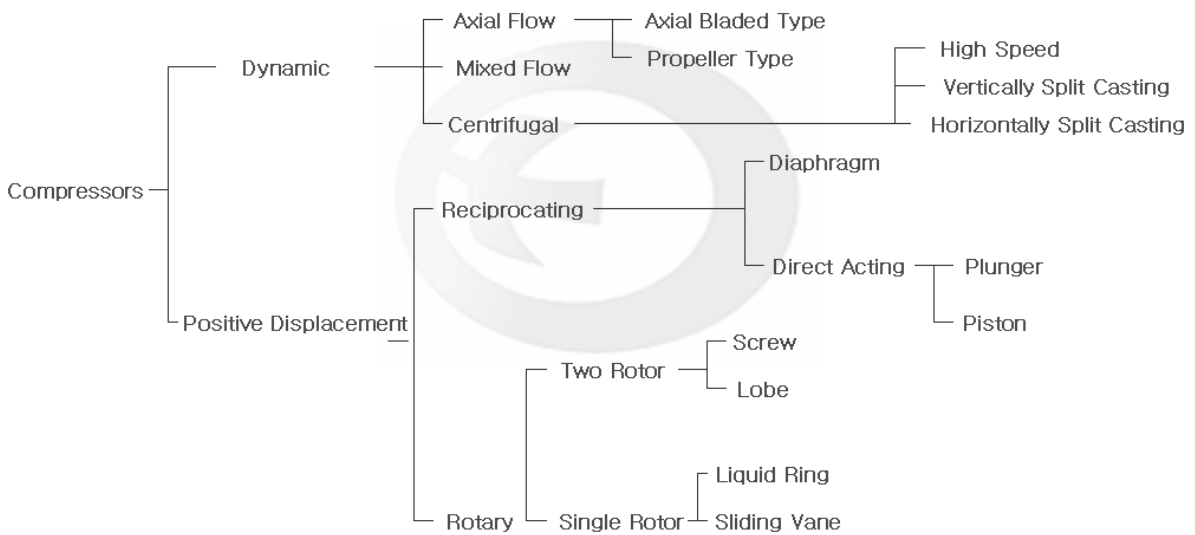 Axial Flow
Axial Bladed Type
Propeller Type
Dynamic
Mixed Flow
Centrifugal
High Speed
Vertically Split Casting
Horizontally Split Casting
Compressors
Diaphragm
Reciprocating
Direct Acting
Plunger
Piston
Positive Displacement
Two Rotor
Screw
Lobe
Rotary
Single Rotor
Liquid Ring
Sliding Vane